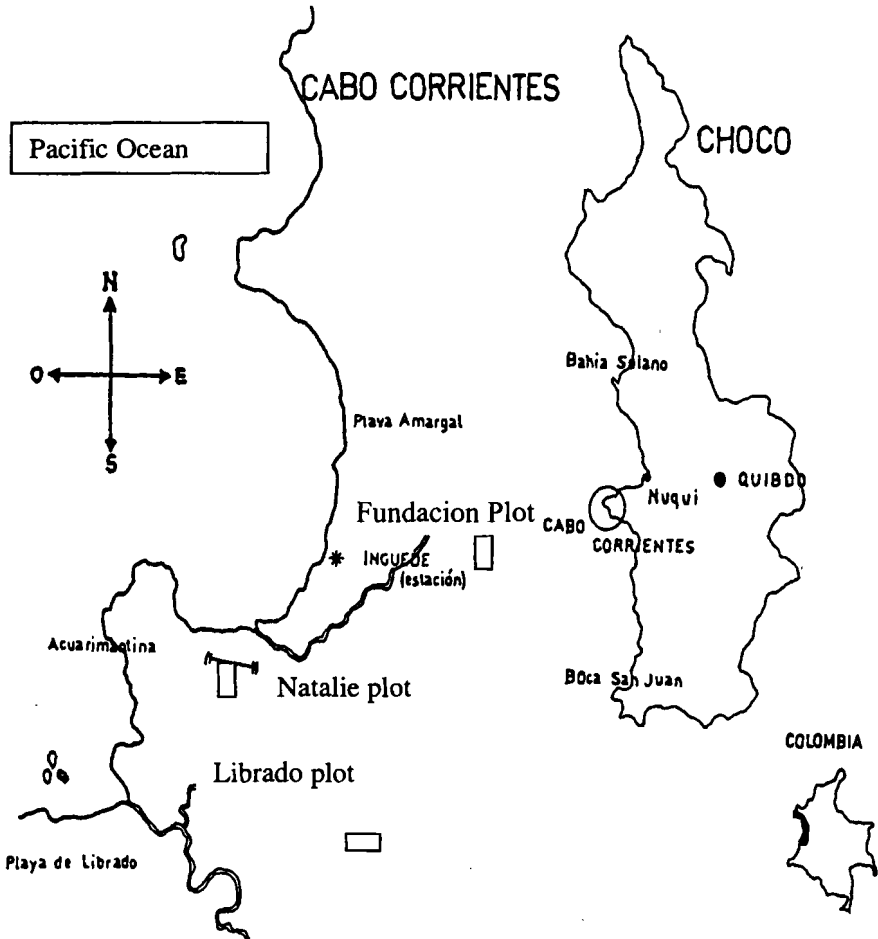 CABO CORRIENTES
Pacific Ocean
CHOCO
N
O E
S
Bahia Solano
Playa Amargal
Nuqui
QUIBDO
CABO
CORRIENTES
Fundacion Plot
INGUEDE
(estación)
Acuarimantina
Natalie plot
Boca San Juan
Librado plot
COLOMBIA
Playa de Librado